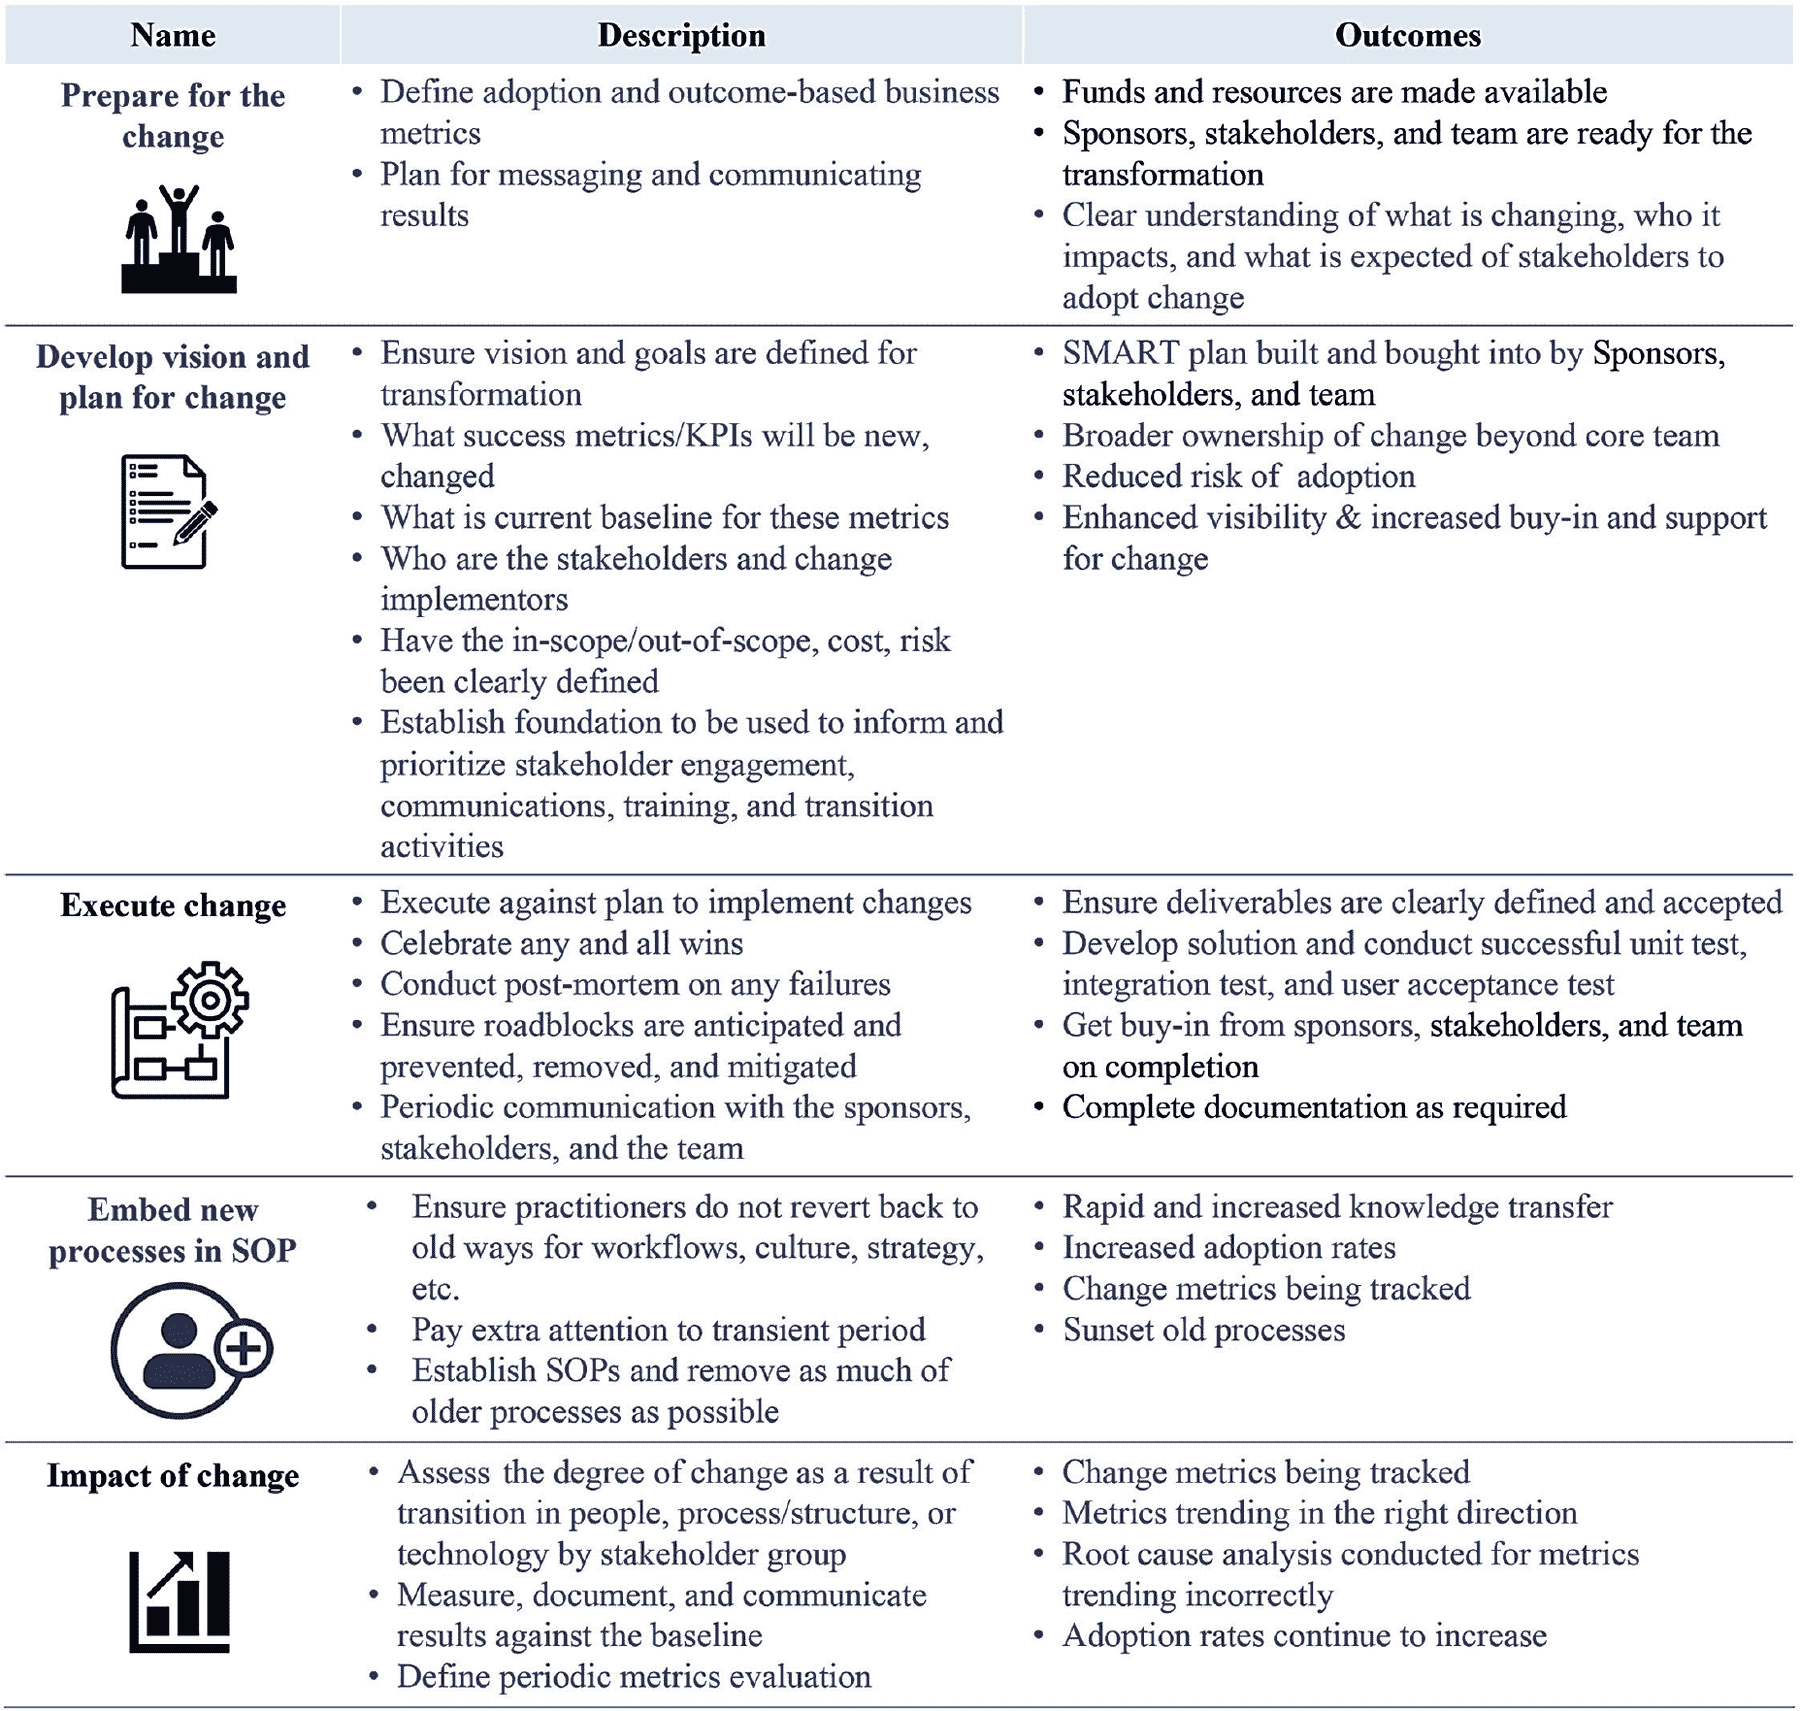 Name
Description
Outcomes
Prepare for the
change
• Define adoption and outcome-based business
metrics
• Plan for messaging and communicating
results
• Funds and resources are made available
• Sponsors, stakeholders, and team are ready for the
transformation
• Clear understanding of what is changing, who it
impacts, and what is expected of stakeholders to
adopt change
Develop vision and
plan for change
• Ensure vision and goals are defined for
transformation
• What success metrics/KPIs will be new,
changed
• What is current baseline for these metrics
• Who are the stakeholders and change
implementors
• Have the in-scope/out-of-scope, cost, risk
been clearly defined
• Establish foundation to be used to inform and
prioritize stakeholder engagement,
communications, training, and transition
activities
• SMART plan built and bought into by Sponsors,
stakeholders, and team
• Broader ownership of change beyond core team
• Reduced risk of adoption
• Enhanced visibility & increased buy-in and support
for change
Execute change
• Execute against plan to implement changes
• Celebrate any and all wins
• Conduct post-mortem on any failures
• Ensure roadblocks are anticipated and
prevented, removed, and mitigated
• Periodic communication with the sponsors,
stakeholders, and the team
• Ensure deliverables are clearly defined and accepted
• Develop solution and conduct successful unit test,
integration test, and user acceptance test
• Get buy-in from sponsors, stakeholders, and team
on completion
• Complete documentation as required
Embed new
processes in SOP
• Ensure practitioners do not revert back to
old ways for workflows, culture, strategy,
etc.
• Pay extra attention to transient period
• Establish SOPs and remove as much of
older processes as possible
• Rapid and increased knowledge transfer
• Increased adoption rates
• Change metrics being tracked
• Sunset old processes
Impact of change
• Assess the degree of change as a result of
transition in people, process/structure, or
technology by stakeholder group
• Measure, document, and communicate
results against the baseline
• Define periodic metrics evaluation
• Change metrics being tracked
• Metrics trending in the right direction
• Root cause analysis conducted for metrics
trending incorrectly
• Adoption rates continue to increase